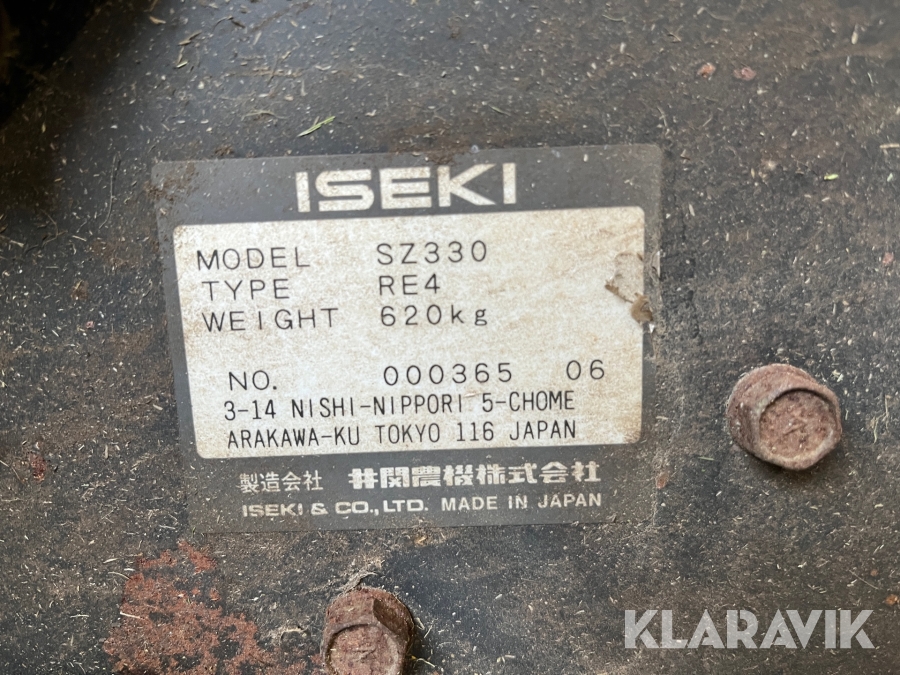 ISEKI
MODEL SZ330
TYPE RE4
WEIGHT 620kg
NO. 000365 06
3-14 NISHI-NIPPORI 5-CHOME
ARAKAWA-KU TOKYO 116 JAPAN
製造会社 井関農機株式会社
ISEKI & CO., LTD. MADE IN JAPAN
KLARAVIK